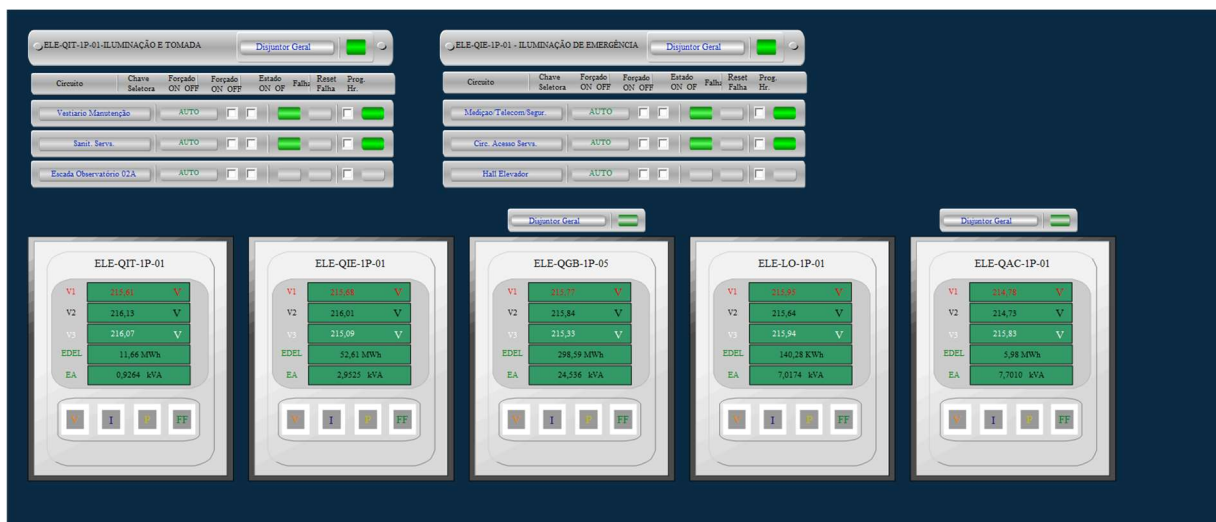 ELE-QIT-1P-01-ILUMINAÇÃO E TOMADA Disjuntor Geral
Circuito Chave Seletora Forçado ON OFF Forçado ON OFF Estado ON OF Falha Reset Falha Prog. Hr.
Vestiario Manutenção AUTO
Sanit. Servs. AUTO
Escada Observatório 02A AUTO
ELE-QIE-1P-01 - ILUMINAÇÃO DE EMERGÊNCIA Disjuntor Geral
Circuito Chave Seletora Forçado ON OFF Forçado ON OFF Estado ON OF Falha Reset Falha Prog. Hr.
Medição/Telecom/Segur. AUTO
Circ. Acesso Servs. AUTO
Hall Elevador AUTO
ELE-QIT-1P-01
V1 215,61 V
V2 216,13 V
V3 216,07 V
EDEL 11,66 MWh
EA 0,9264 kVA
V I P FF
ELE-QIE-1P-01
V1 215,68 V
V2 216,01 V
V3 215,09 V
EDEL 52,61 MWh
EA 2,9525 kVA
V I P FF
Disjuntor Geral
ELE-QGB-1P-05
V1 215,77 V
V2 215,84 V
V3 215,33 V
EDEL 298,59 MWh
EA 24,536 kVA
V I P FF
ELE-LO-1P-01
V1 215,95 V
V2 215,64 V
V3 215,94 V
EDEL 140,28 KWh
EA 7,0174 kVA
V I P FF
Disjuntor Geral
ELE-QAC-1P-01
V1 214,78 V
V2 214,73 V
V3 215,83 V
EDEL 5,98 MWh
EA 7,7010 kVA
V I P FF